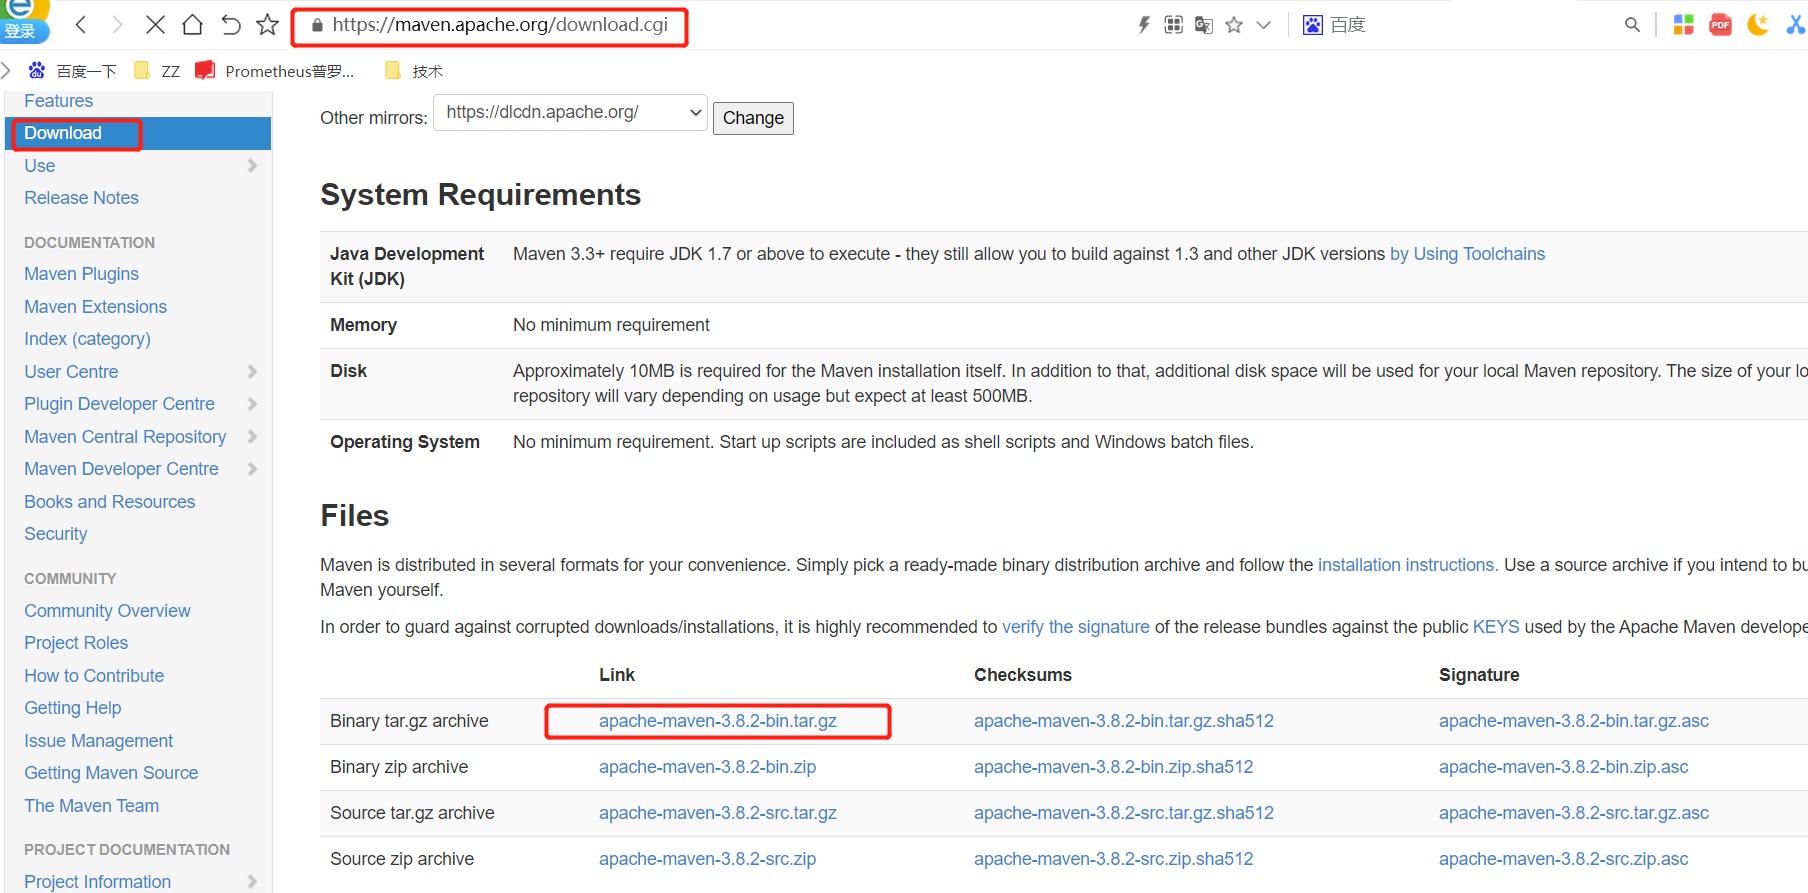 登录
https://maven.apache.org/download.cgi
百度
PDF
百度一下
ZZ
Prometheus普罗...
技术
Features
Download
Use
Release Notes
DOCUMENTATION
Maven Plugins
Maven Extensions
Index (category)
User Centre
Plugin Developer Centre
Maven Central Repository
Maven Developer Centre
Books and Resources
Security
COMMUNITY
Community Overview
Project Roles
How to Contribute
Getting Help
Issue Management
Getting Maven Source
The Maven Team
PROJECT DOCUMENTATION
Project Information
Other mirrors: https://dlcdn.apache.org/ Change
System Requirements
Java Development Kit (JDK) Maven 3.3+ require JDK 1.7 or above to execute - they still allow you to build against 1.3 and other JDK versions by Using Toolchains
Memory No minimum requirement
Disk Approximately 10MB is required for the Maven installation itself. In addition to that, additional disk space will be used for your local Maven repository. The size of your lo
repository will vary depending on usage but expect at least 500MB.
Operating System No minimum requirement. Start up scripts are included as shell scripts and Windows batch files.
Files
Maven is distributed in several formats for your convenience. Simply pick a ready-made binary distribution archive and follow the installation instructions. Use a source archive if you intend to bu
Maven yourself.
In order to guard against corrupted downloads/installations, it is highly recommended to verify the signature of the release bundles against the public KEYS used by the Apache Maven develope
Link Checksums Signature
Binary tar.gz archive apache-maven-3.8.2-bin.tar.gz apache-maven-3.8.2-bin.tar.gz.sha512 apache-maven-3.8.2-bin.tar.gz.asc
Binary zip archive apache-maven-3.8.2-bin.zip apache-maven-3.8.2-bin.zip.sha512 apache-maven-3.8.2-bin.zip.asc
Source tar.gz archive apache-maven-3.8.2-src.tar.gz apache-maven-3.8.2-src.tar.gz.sha512 apache-maven-3.8.2-src.tar.gz.asc
Source zip archive apache-maven-3.8.2-src.zip apache-maven-3.8.2-src.zip.sha512 apache-maven-3.8.2-src.zip.asc